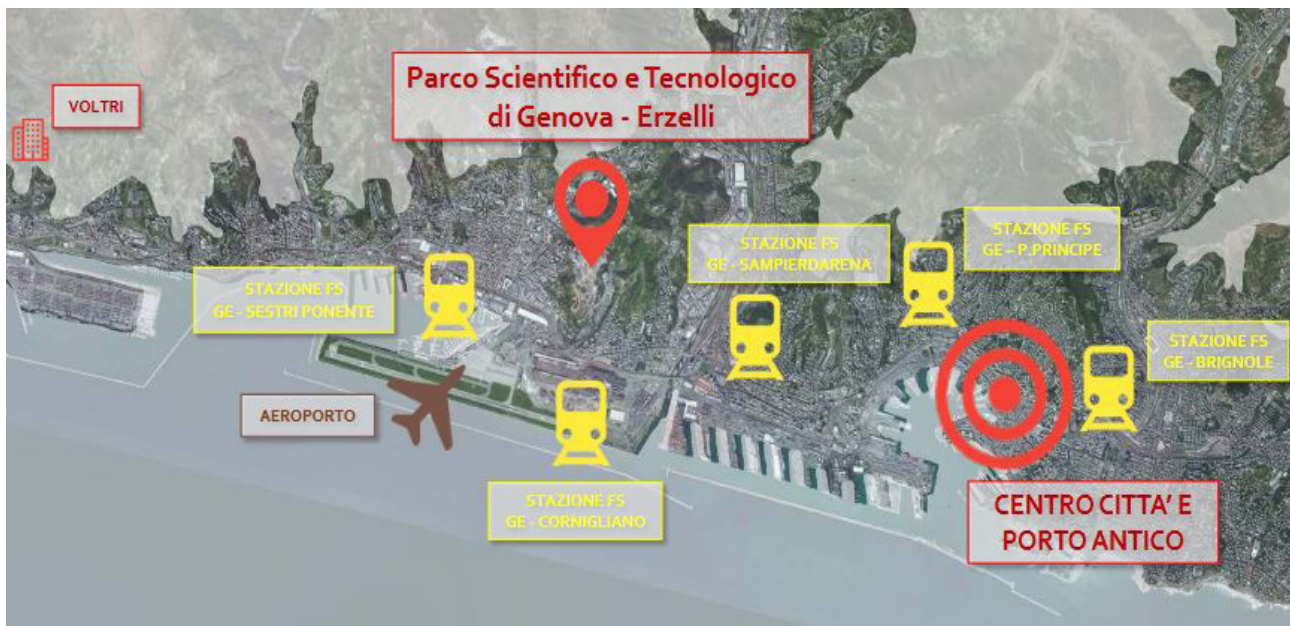 VOLTRI
Parco Scientifico e Tecnologico
di Genova - Erzelli
STAZIONE FS
GE - SESTRI PONENTE
STAZIONE FS
GE - SAMPIERDARENA
STAZIONE FS
GE – P.PRINCIPE
STAZIONE FS
GE - BRIGNOLE
AEROPORTO
STAZIONE FS
GE - CORNIGLIANO
CENTRO CITTA' E
PORTO ANTICO